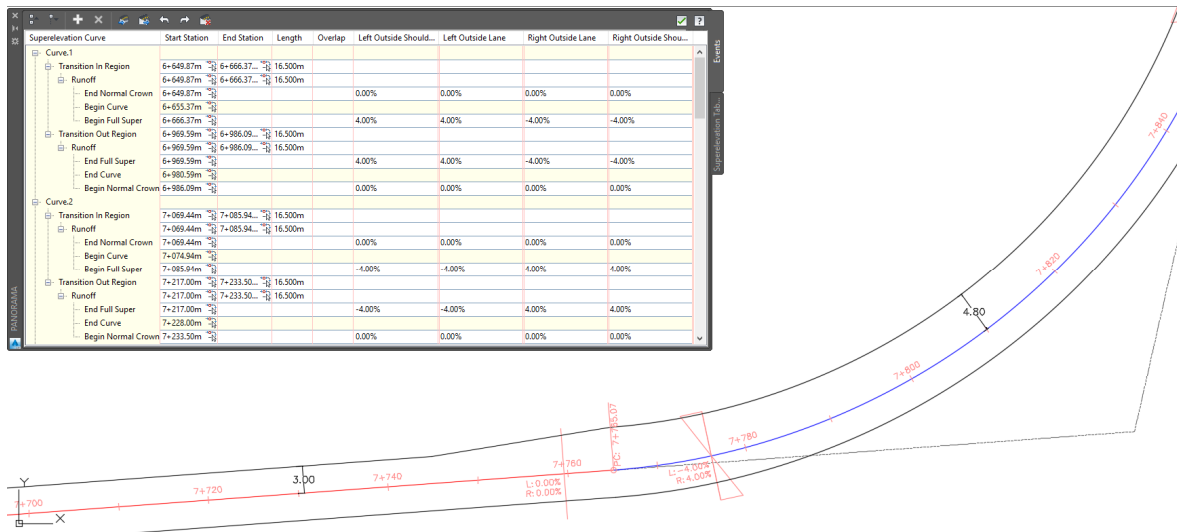 Superelevation Curve Start Station End Station Length Overlap Left Outside Should... Left Outside Lane Right Outside Lane Right Outside Shou...
Curve.1
Transition In Region 6+649.87m 6+666.37... 16.500m
Runoff 6+649.87m 6+666.37... 16.500m
End Normal Crown 6+649.87m 0.00% 0.00% 0.00% 0.00%
Begin Curve 6+655.37m
Begin Full Super 6+666.37m 4.00% 4.00% -4.00% -4.00%
Transition Out Region 6+969.59m 6+986.09... 16.500m
Runoff 6+969.59m 6+986.09... 16.500m
End Full Super 6+969.59m 4.00% 4.00% -4.00% -4.00%
End Curve 6+980.59m
Begin Normal Crown 6+986.09m 0.00% 0.00% 0.00% 0.00%
Curve.2
Transition In Region 7+069.44m 7+085.94... 16.500m
Runoff 7+069.44m 7+085.94... 16.500m
End Normal Crown 7+069.44m 0.00% 0.00% 0.00% 0.00%
Begin Curve 7+074.94m
Begin Full Super 7+085.94m -4.00% -4.00% 4.00% 4.00%
Transition Out Region 7+217.00m 7+233.50... 16.500m
Runoff 7+217.00m 7+233.50... 16.500m
End Full Super 7+217.00m -4.00% -4.00% 4.00% 4.00%
End Curve 7+228.00m
Begin Normal Crown 7+233.50m 0.00% 0.00% 0.00% 0.00%
PANORAMA
Events
Superelevation Tab...
7+840
7+820
4.80
7+800
7+780
L:-4.00%
R:4.00%
7+760
L:0.00%
R:0.00%
7+740
3.00
7+720
7+700
Y
X